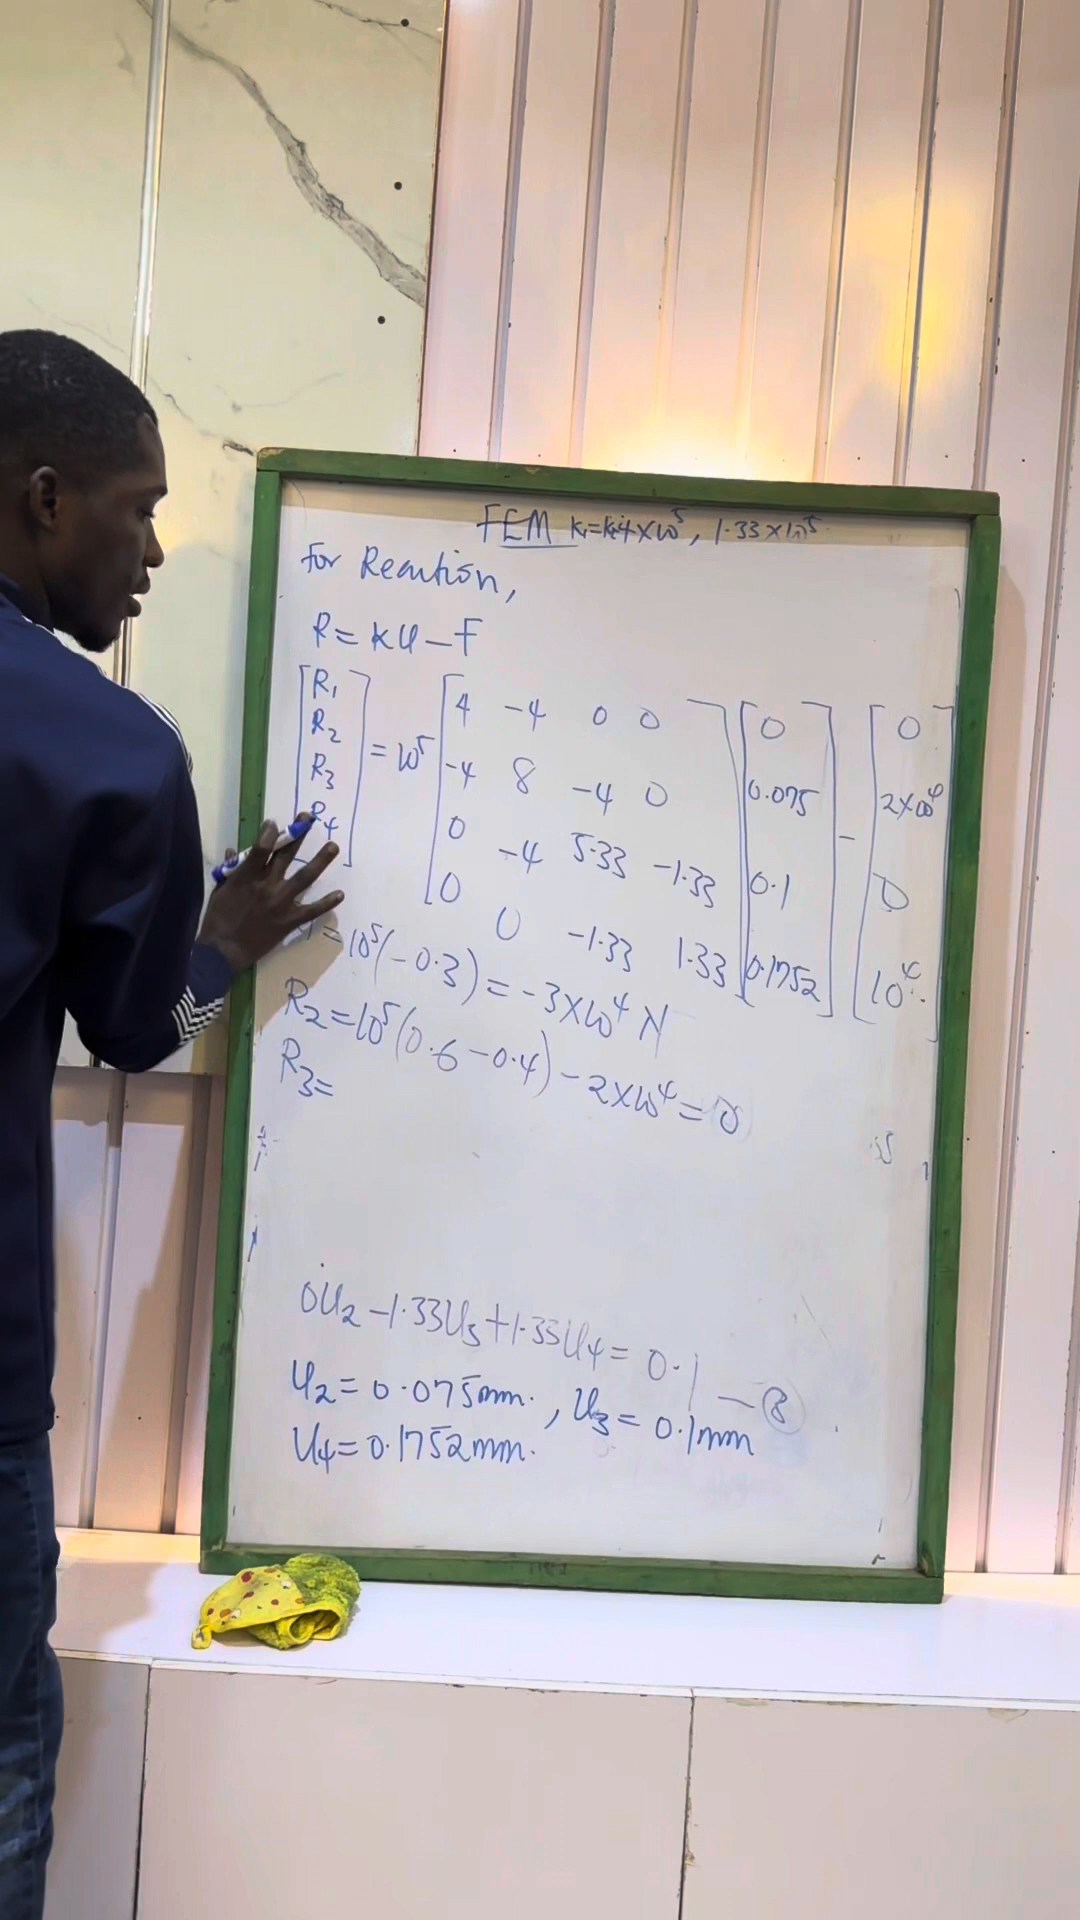 FEM K₁=K₂4×10⁵, 1.33×10⁵
For Reaction,
R = KU – F
[R₁ R₂ R₃ R₄] = 10⁵ [4 -4 0 0 [0 [0
-4 8 -4 0 0.075 2×10⁴
0 -4 5.33 -1.33 0.1 – 0
0 0 -1.33 1.33] 0.1752] 10⁴]
= 10⁵(-0.3) = -3×10⁴ N
R₂ = 10⁵(0.6 - 0.4) - 2×10⁴ = 0
R₃ =
0U₂ - 1.33U₃ + 1.33U₄ = 0.1 — ③
U₂ = 0.075mm. , U₃ = 0.1mm
U₄ = 0.1752mm.